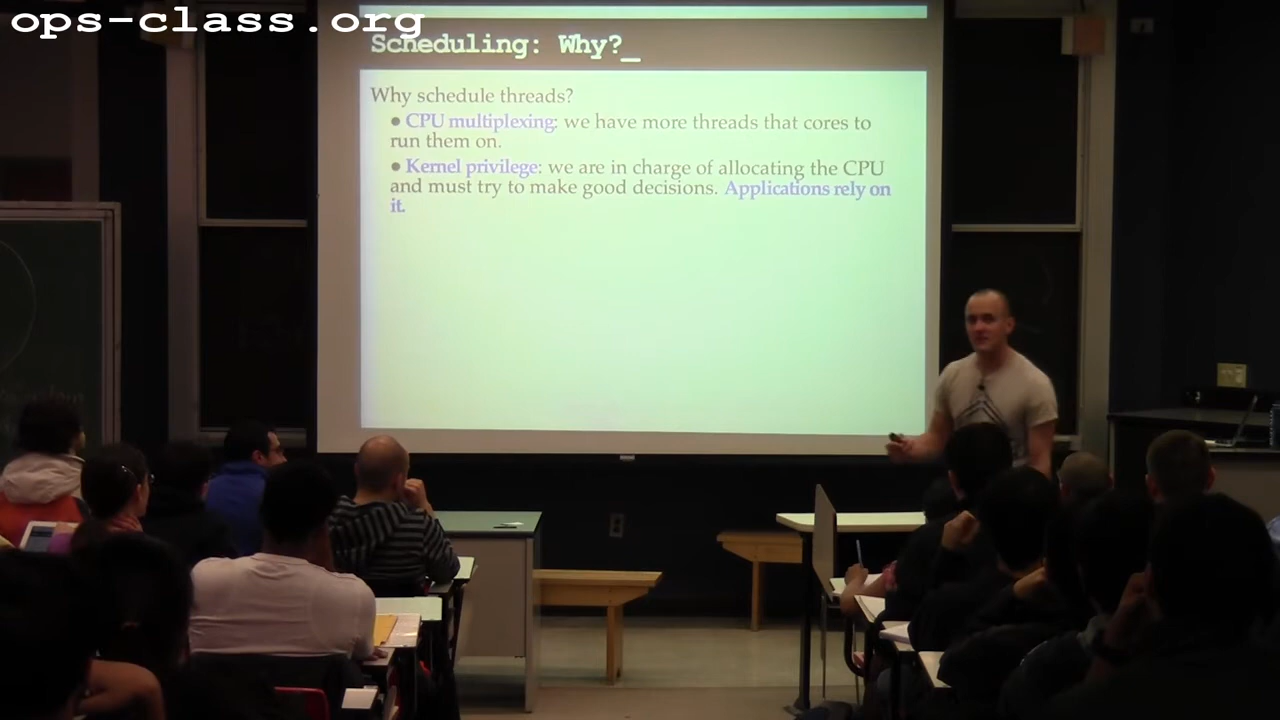 ops-class.org
Scheduling: Why?_
Why schedule threads?
● CPU multiplexing: we have more threads that cores to
run them on.
● Kernel privilege: we are in charge of allocating the CPU
and must try to make good decisions. Applications rely on
it.